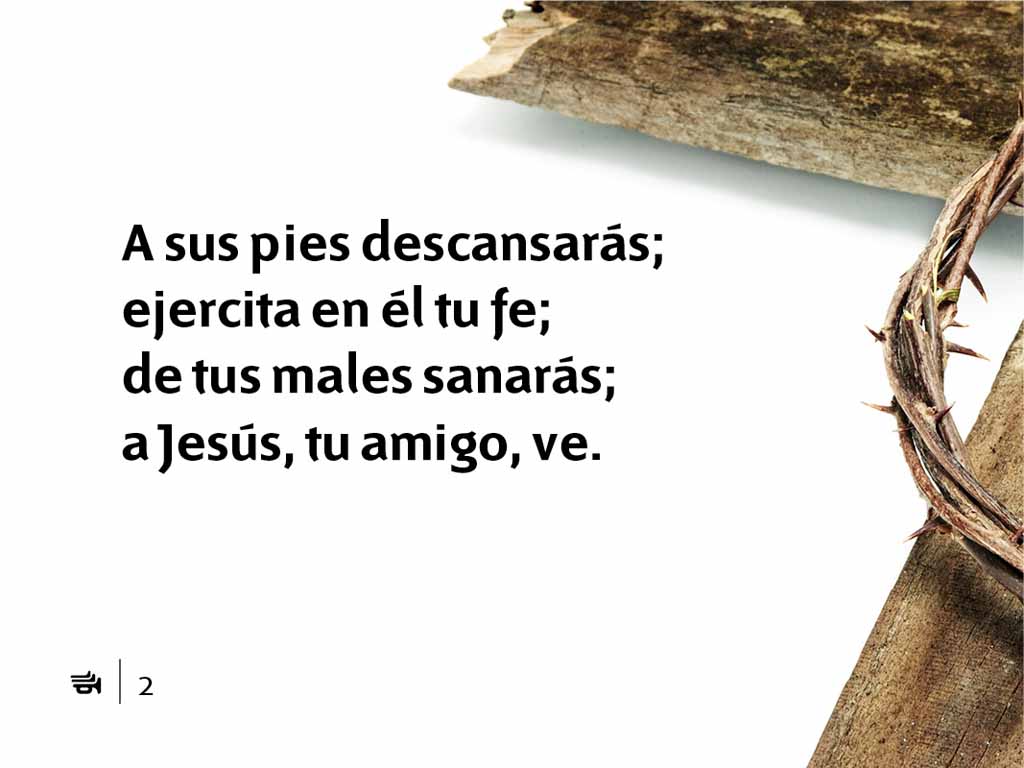 A sus pies descansarás;
ejercita en él tu fe;
de tus males sanarás;
a Jesús, tu amigo, ve.
2